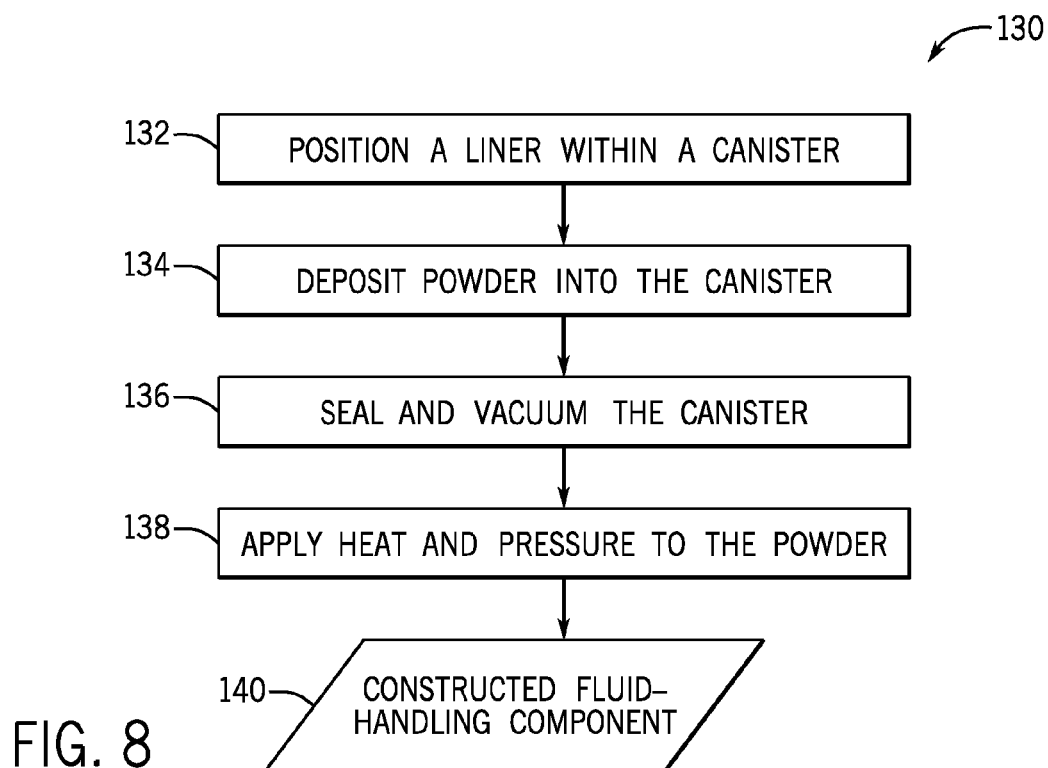 130
132
POSITION A LINER WITHIN A CANISTER
134
DEPOSIT POWDER INTO THE CANISTER
136
SEAL AND VACUUM THE CANISTER
138
APPLY HEAT AND PRESSURE TO THE POWDER
140
CONSTRUCTED FLUID–
HANDLING COMPONENT
FIG. 8